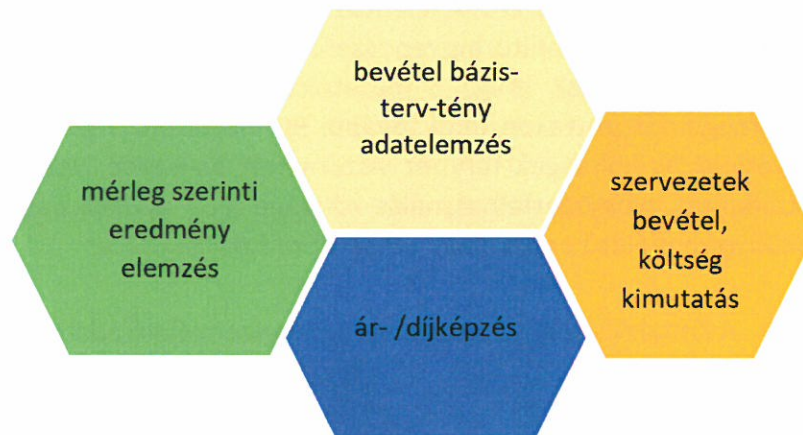 bevétel bázis-
terv-tény
adatelemzés
mérleg szerinti
eredmény
elemzés
szervezetek
bevétel,
költség
kimutatás
ár- /díjképzés